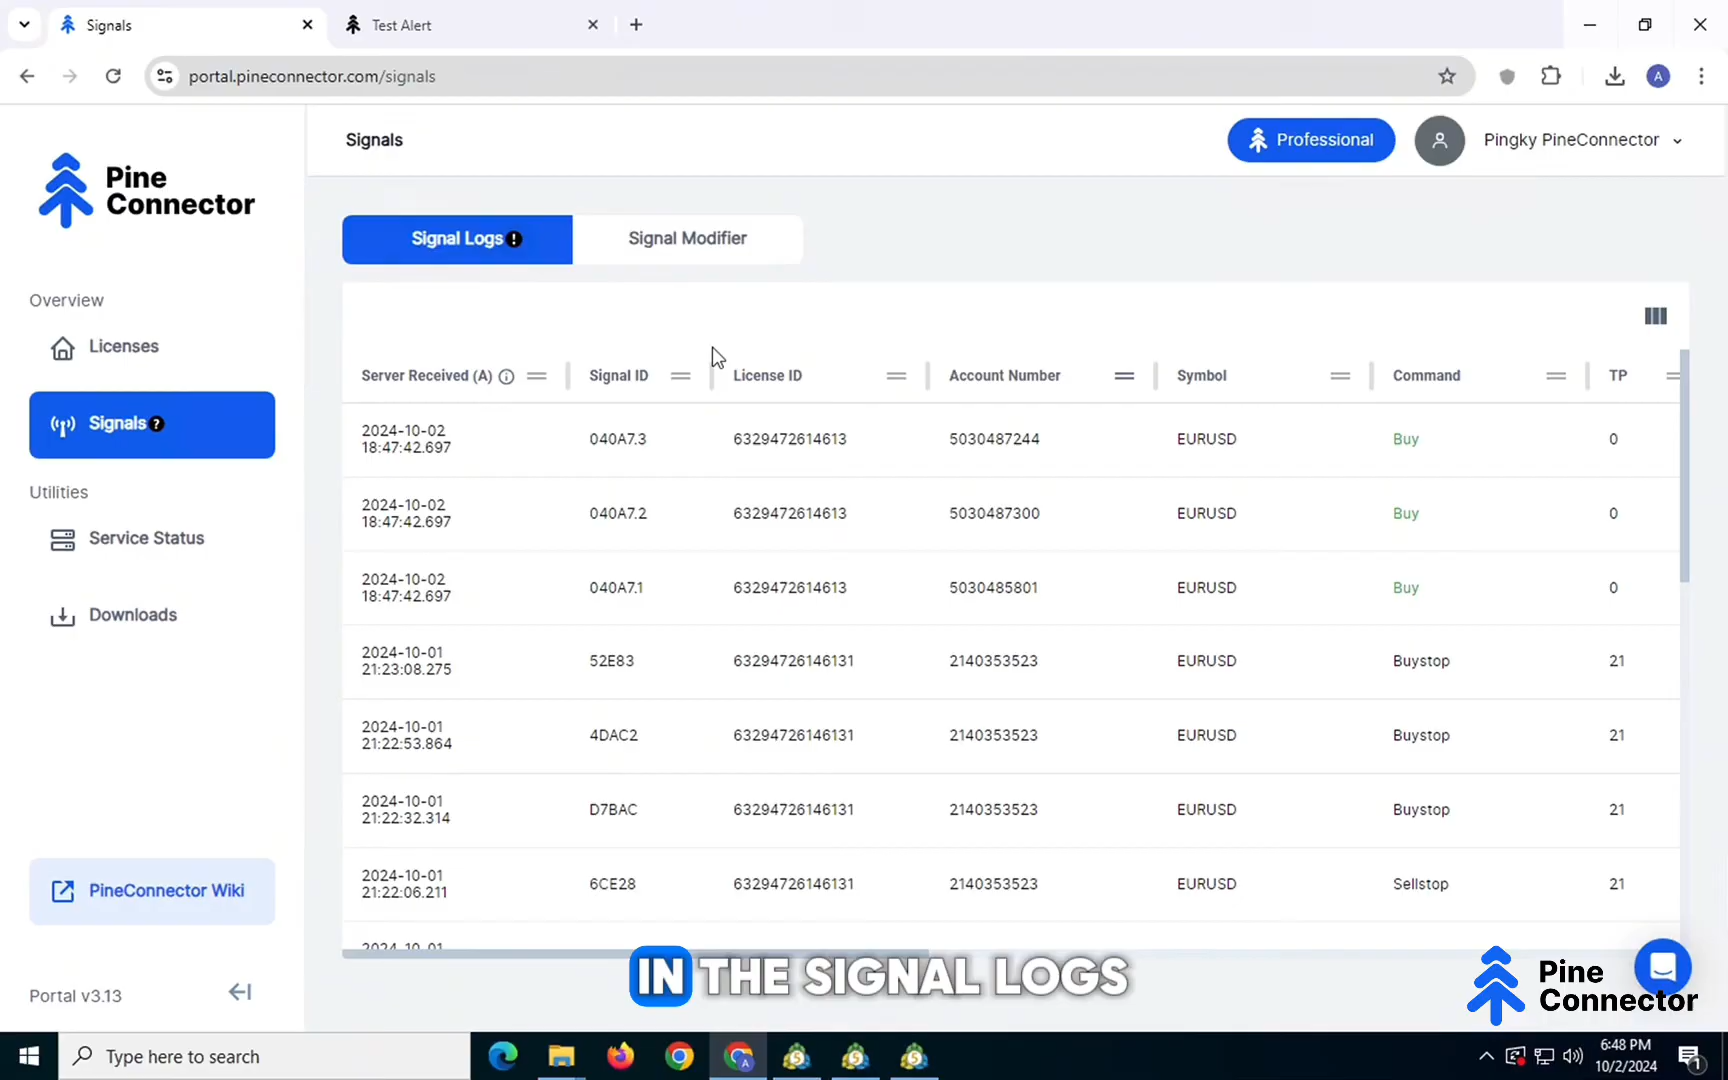 Signals
Test Alert
portal.pineconnector.com/signals
A
Pine
Connector
Signals
Professional
Pingky PineConnector
Signal Logs !
Signal Modifier
Overview
Licenses
Signals ?
Utilities
Service Status
Downloads
PineConnector Wiki
Portal v3.13
Server Received (A) Signal ID License ID Account Number Symbol Command TP
2024-10-02
18:47:42.697
040A7.3 6329472614613 5030487244 EURUSD Buy 0
2024-10-02
18:47:42.697
040A7.2 6329472614613 5030487300 EURUSD Buy 0
2024-10-02
18:47:42.697
040A7.1 6329472614613 5030485801 EURUSD Buy 0
2024-10-01
21:23:08.275
52E83 63294726146131 2140353523 EURUSD Buystop 21
2024-10-01
21:22:53.864
4DAC2 63294726146131 2140353523 EURUSD Buystop 21
2024-10-01
21:22:32.314
D7BAC 63294726146131 2140353523 EURUSD Buystop 21
2024-10-01
21:22:06.211
6CE28 63294726146131 2140353523 EURUSD Sellstop 21
2024-10-01
IN THE SIGNAL LOGS
Pine
Connector
Type here to search
6:48 PM
10/2/2024
1